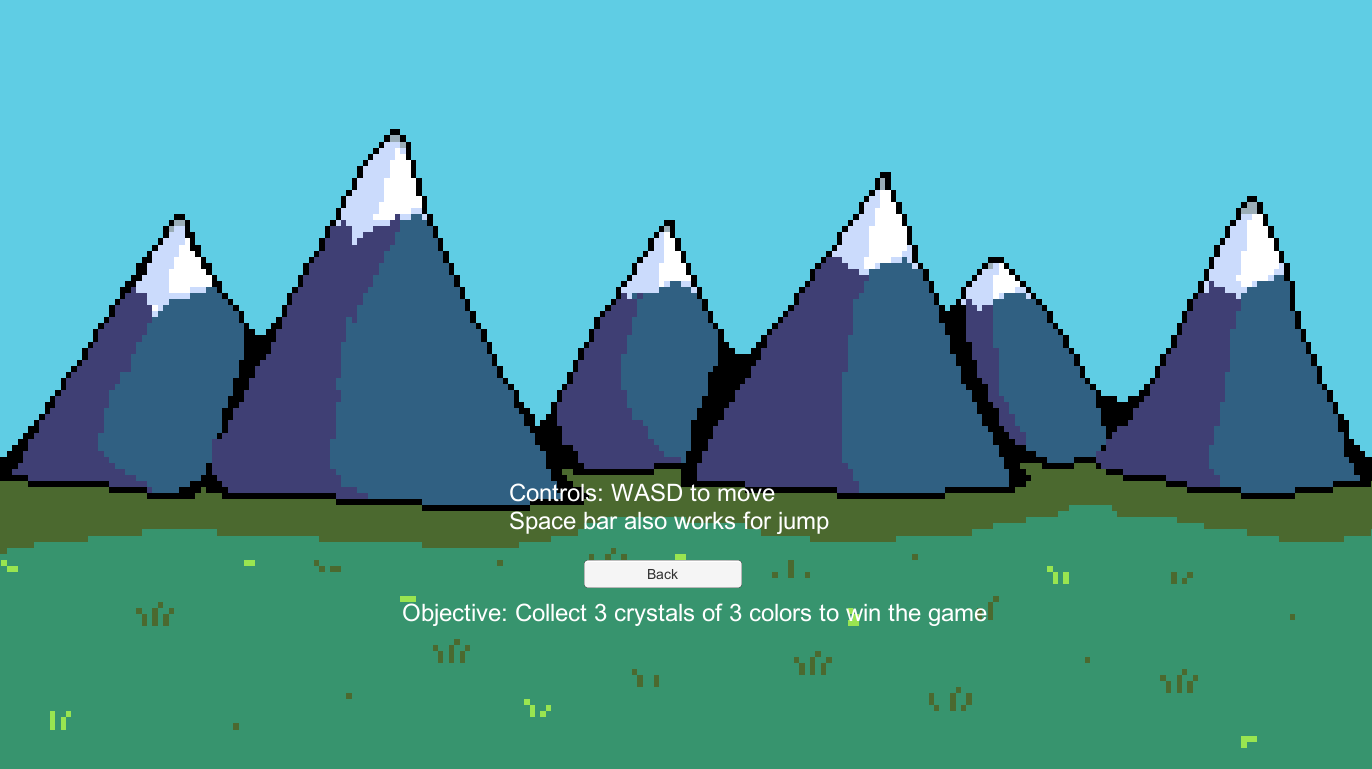 Controls: WASD to move
Space bar also works for jump
Back
Objective: Collect 3 crystals of 3 colors to win the game